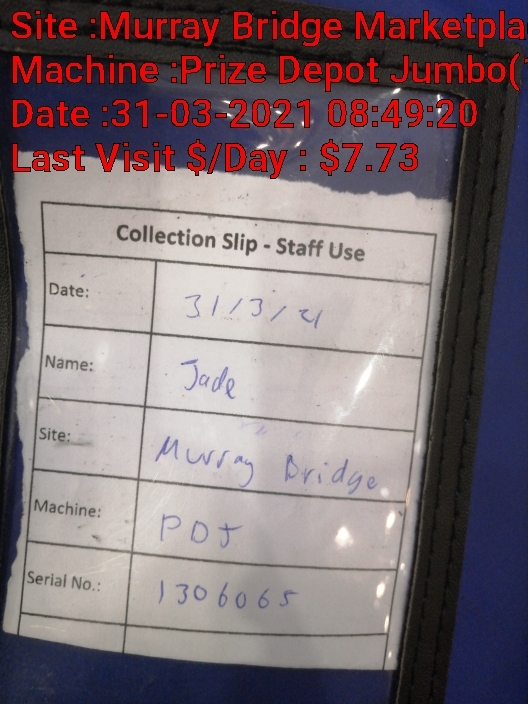 Site :Murray Bridge Marketpla
Machine :Prize Depot Jumbo(
Date :31-03-2021 08:49:20
Last Visit $/Day : $7.73
Collection Slip - Staff Use
Date: 31/3/21
Name: Jade
Site: Murray Bridge
Machine: PDJ
Serial No.: 1306065